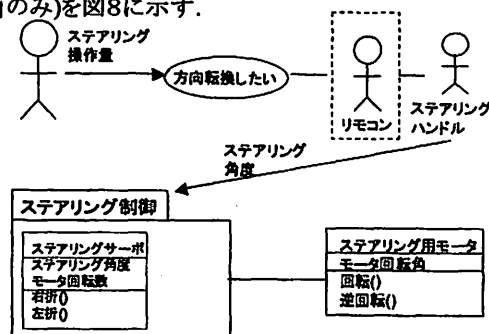 のみ)を図8に示す.
ステアリング
操作量
方向転換したい
リモコン
ステアリング
ハンドル
ステアリング
角度
ステアリング制御
ステアリングサーボ
ステアリング角度
モータ回転数
右折()
左折()
ステアリング用モータ
モータ回転角
回転()
逆回転()